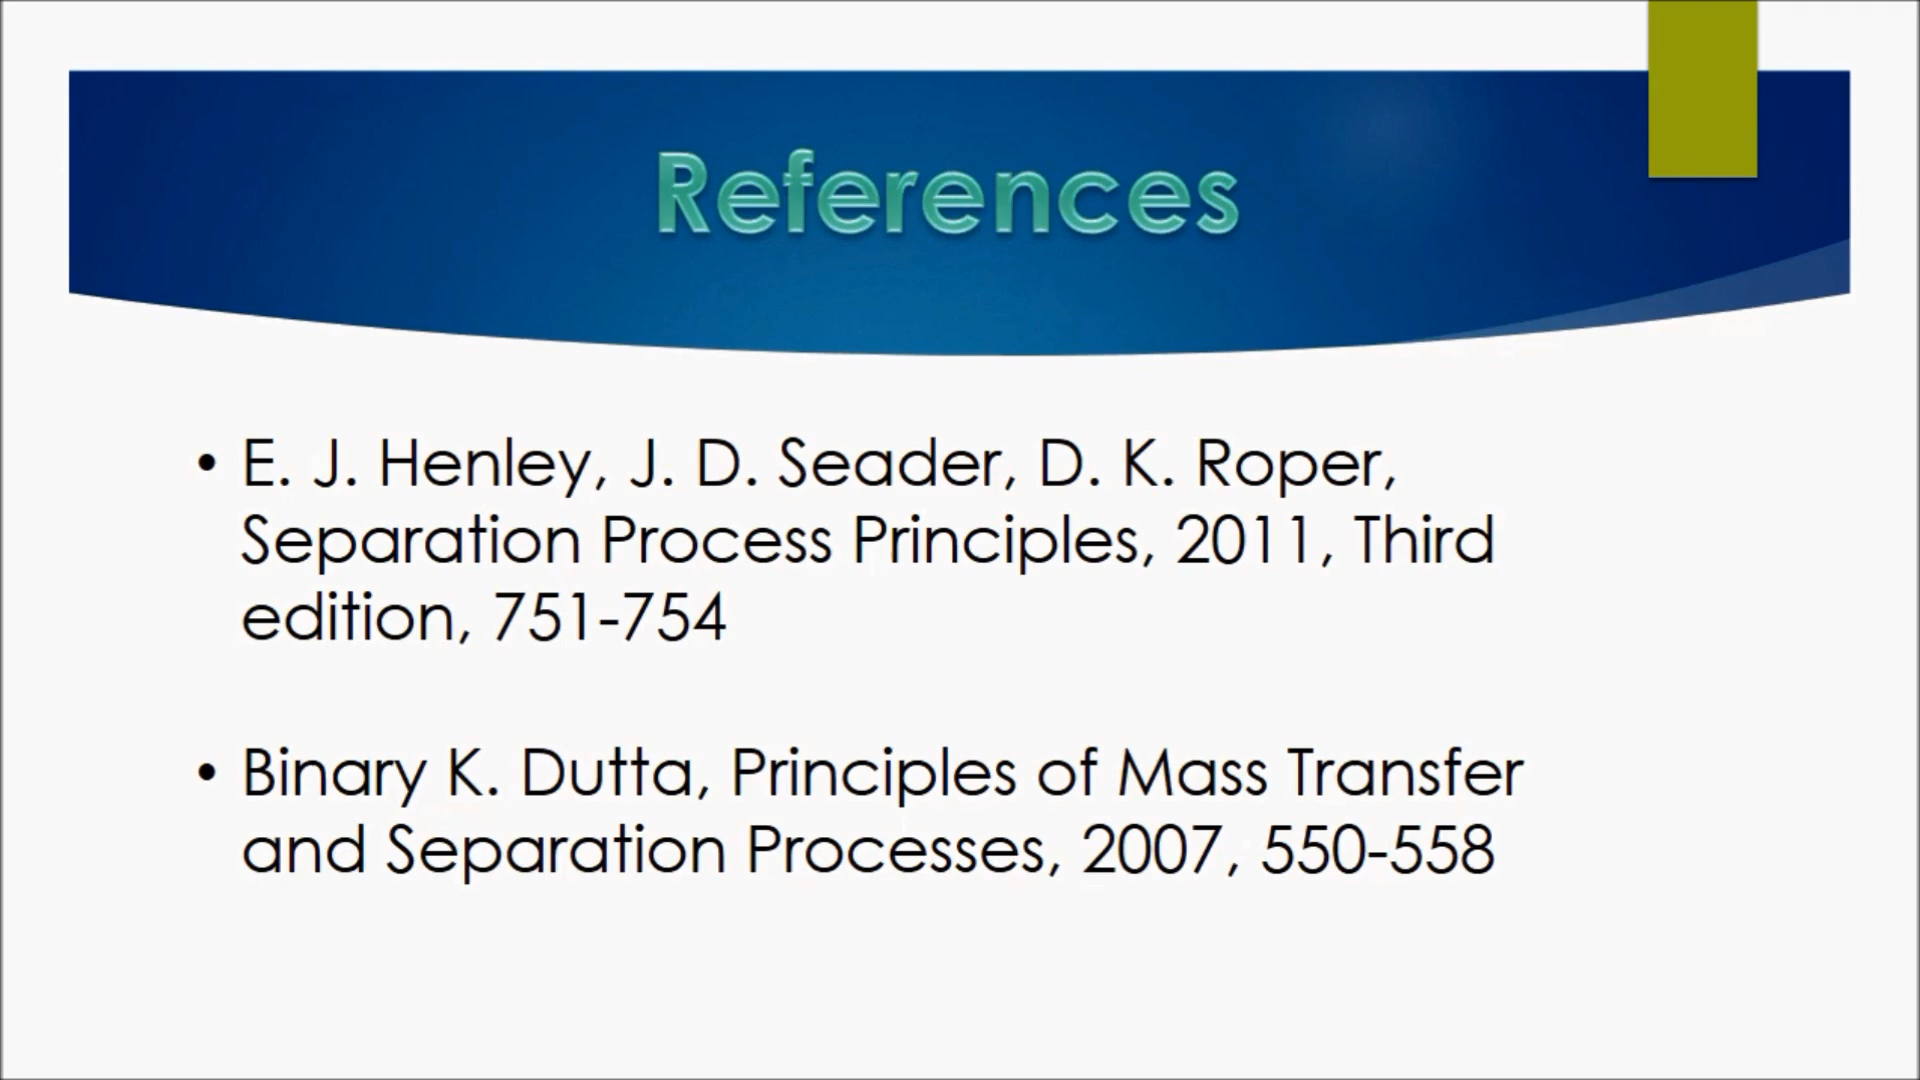 References
• E. J. Henley, J. D. Seader, D. K. Roper,
Separation Process Principles, 2011, Third
edition, 751-754
• Binary K. Dutta, Principles of Mass Transfer
and Separation Processes, 2007, 550-558